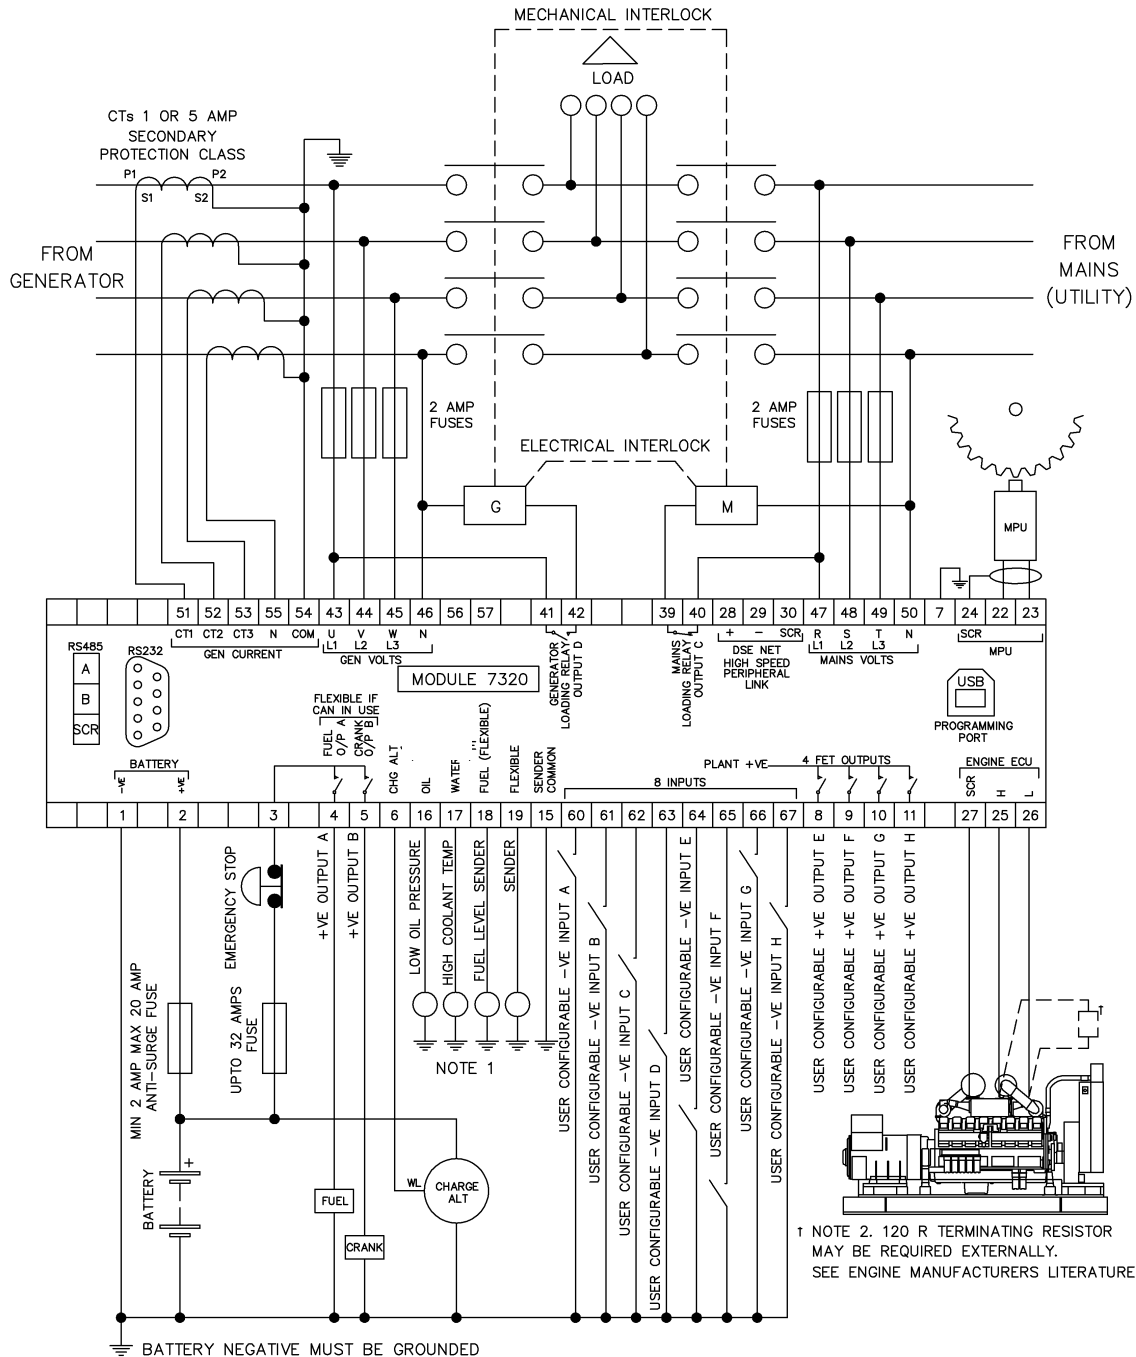 MECHANICAL INTERLOCK
LOAD
CTs 1 OR 5 AMP
SECONDARY
PROTECTION CLASS
P1
P2
S1
S2
FROM
GENERATOR
FROM
MAINS
(UTILITY)
2 AMP
FUSES
2 AMP
FUSES
ELECTRICAL INTERLOCK
G
M
MPU
51 52 53 55 54 43 44 45 46 56 57 41 42 39 40 28 29 30 47 48 49 50 7 24 22 23
CT1 CT2 CT3 N COM U V W N + − SCR R S T N SCR
L1 L2 L3 L1 L2 L3
GEN CURRENT
GEN VOLTS
GENERATOR
LOADING RELAY
OUTPUT D
MAINS
LOADING RELAY
OUTPUT C
DSE NET
HIGH SPEED
PERIPHERAL
LINK
MAINS VOLTS
MPU
RS485
A
B
SCR
RS232
MODULE 7320
USB
PROGRAMMING
PORT
FLEXIBLE IF
CAN IN USE
FUEL
O/P A
CRANK
O/P B
CHG ALT
OIL
WATER
FUEL (FLEXIBLE)
FLEXIBLE
SENDER
COMMON
BATTERY
-VE
+VE
8 INPUTS
PLANT +VE
4 FET OUTPUTS
ENGINE ECU
SCR
H
L
1 2 3 4 5 6 16 17 18 19 15 60 61 62 63 64 65 66 67 8 9 10 11 27 25 26
EMERGENCY STOP
+VE OUTPUT A
+VE OUTPUT B
LOW OIL PRESSURE
HIGH COOLANT TEMP
FUEL LEVEL SENDER
SENDER
USER CONFIGURABLE -VE INPUT A
USER CONFIGURABLE -VE INPUT B
USER CONFIGURABLE -VE INPUT C
USER CONFIGURABLE -VE INPUT D
USER CONFIGURABLE -VE INPUT E
USER CONFIGURABLE -VE INPUT F
USER CONFIGURABLE -VE INPUT G
USER CONFIGURABLE -VE INPUT H
USER CONFIGURABLE +VE OUTPUT E
USER CONFIGURABLE +VE OUTPUT F
USER CONFIGURABLE +VE OUTPUT G
USER CONFIGURABLE +VE OUTPUT H
MIN 2 AMP MAX 20 AMP
ANTI-SURGE FUSE
UPTO 32 AMPS
FUSE
NOTE 1
†
BATTERY
+
FUEL
CRANK
WL
CHARGE
ALT
† NOTE 2. 120 R TERMINATING RESISTOR
MAY BE REQUIRED EXTERNALLY.
SEE ENGINE MANUFACTURERS LITERATURE
BATTERY NEGATIVE MUST BE GROUNDED